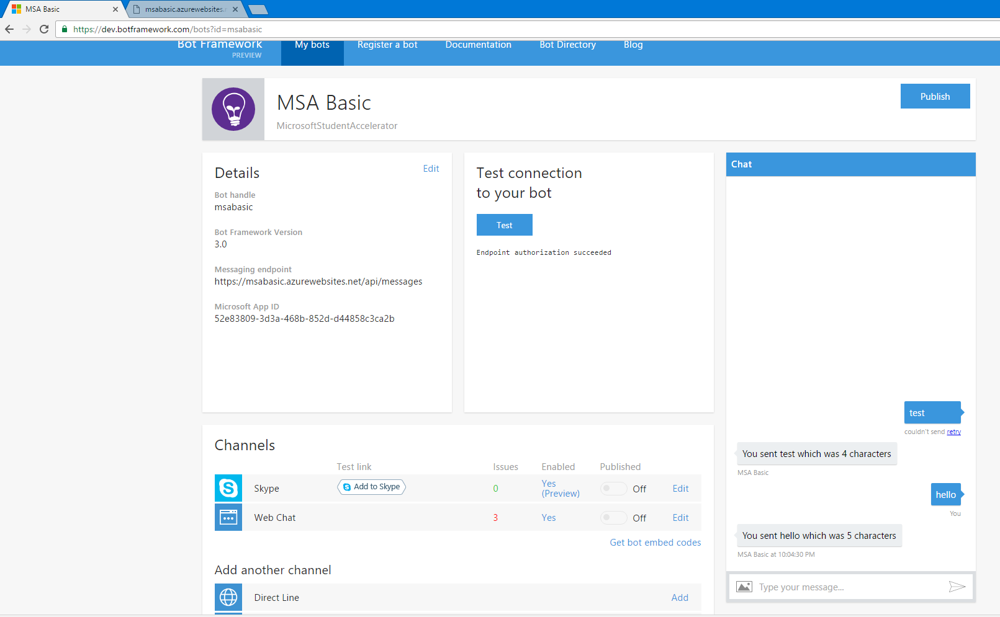 MSA Basic
msabasic.azurewebsites.n
https://dev.botframework.com/bots?id=msabasic
Bot Framework
PREVIEW
My bots
Register a bot
Documentation
Bot Directory
Blog
MSA Basic
MicrosoftStudentAccelerator
Publish
Details
Edit
Bot handle
msabasic
Bot Framework Version
3.0
Messaging endpoint
https://msabasic.azurewebsites.net/api/messages
Microsoft App ID
52e83809-3d3a-468b-852d-d44858c3ca2b
Test connection
to your bot
Test
Endpoint authorization succeeded
Chat
test
couldn't send retry
You sent test which was 4 characters
MSA Basic
hello
You
You sent hello which was 5 characters
MSA Basic at 10:04:30 PM
Type your message...
Channels
Test link Issues Enabled Published
Skype Add to Skype 0 Yes (Preview) Off Edit
Web Chat 3 Yes Off Edit
Get bot embed codes
Add another channel
Direct Line Add